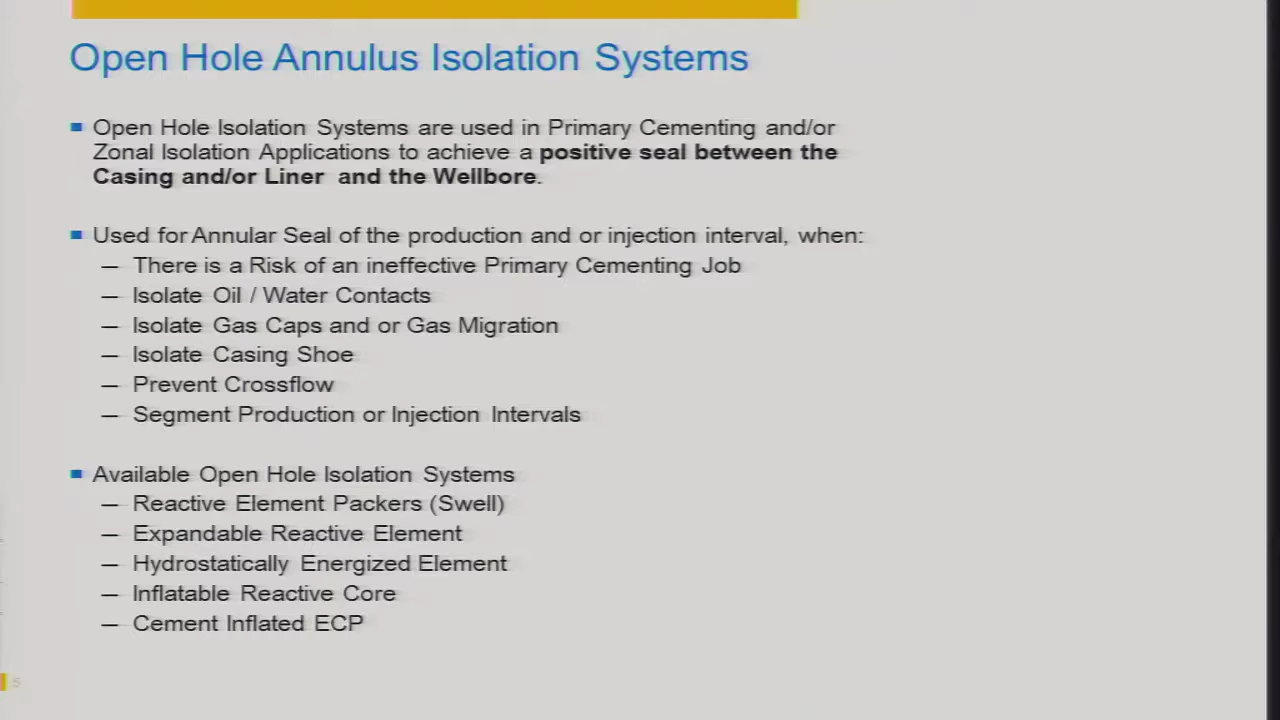 Open Hole Annulus Isolation Systems
Open Hole Isolation Systems are used in Primary Cementing and/or
Zonal Isolation Applications to achieve a positive seal between the
Casing and/or Liner and the Wellbore.
Used for Annular Seal of the production and or injection interval, when:
— There is a Risk of an ineffective Primary Cementing Job
— Isolate Oil / Water Contacts
— Isolate Gas Caps and or Gas Migration
— Isolate Casing Shoe
— Prevent Crossflow
— Segment Production or Injection Intervals
Available Open Hole Isolation Systems
— Reactive Element Packers (Swell)
— Expandable Reactive Element
— Hydrostatically Energized Element
— Inflatable Reactive Core
— Cement Inflated ECP
5